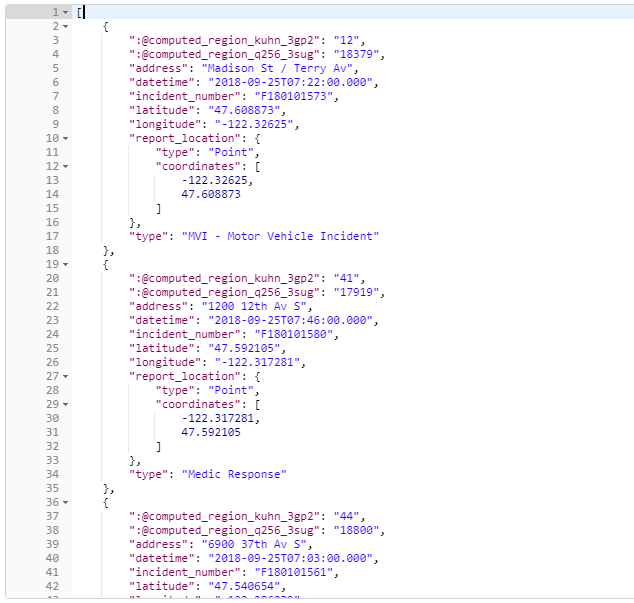 1 [
2 {
3 ":@computed_region_kuhn_3gp2": "12",
4 ":@computed_region_q256_3sug": "18379",
5 "address": "Madison St / Terry Av",
6 "datetime": "2018-09-25T07:22:00.000",
7 "incident_number": "F180101573",
8 "latitude": "47.608873",
9 "longitude": "-122.32625",
10 "report_location": {
11 "type": "Point",
12 "coordinates": [
13 -122.32625,
14 47.608873
15 ]
16 },
17 "type": "MVI - Motor Vehicle Incident"
18 },
19 {
20 ":@computed_region_kuhn_3gp2": "41",
21 ":@computed_region_q256_3sug": "17919",
22 "address": "1200 12th Av S",
23 "datetime": "2018-09-25T07:46:00.000",
24 "incident_number": "F180101580",
25 "latitude": "47.592105",
26 "longitude": "-122.317281",
27 "report_location": {
28 "type": "Point",
29 "coordinates": [
30 -122.317281,
31 47.592105
32 ]
33 },
34 "type": "Medic Response"
35 },
36 {
37 ":@computed_region_kuhn_3gp2": "44",
38 ":@computed_region_q256_3sug": "18800",
39 "address": "6900 37th Av S",
40 "datetime": "2018-09-25T07:03:00.000",
41 "incident_number": "F180101561",
42 "latitude": "47.540654",